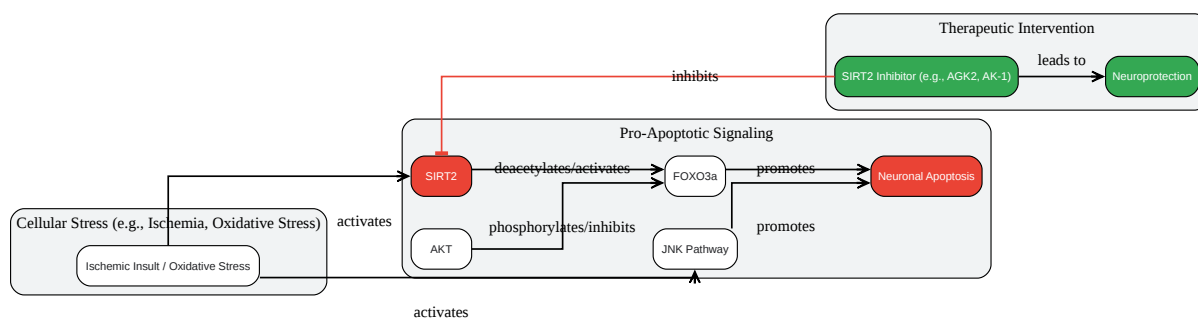 Therapeutic Intervention
SIRT2 Inhibitor (e.g., AGK2, AK-1)
leads to
Neuroprotection
inhibits
Pro-Apoptotic Signaling
SIRT2
deacetylates/activates
FOXO3a
promotes
Neuronal Apoptosis
Cellular Stress (e.g., Ischemia, Oxidative Stress)
activates
phosphorylates/inhibits
promotes
AKT
JNK Pathway
Ischemic Insult / Oxidative Stress
activates